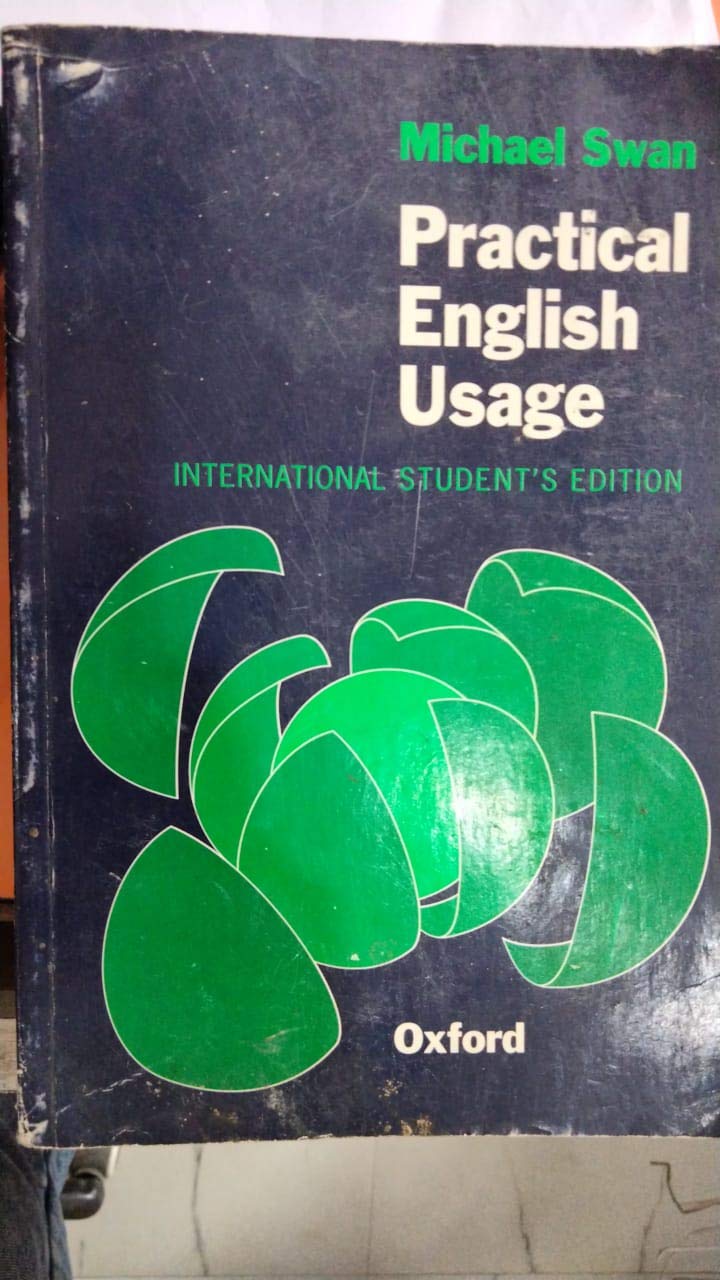 Michael Swan
Practical
English
Usage
INTERNATIONAL STUDENT'S EDITION
Oxford